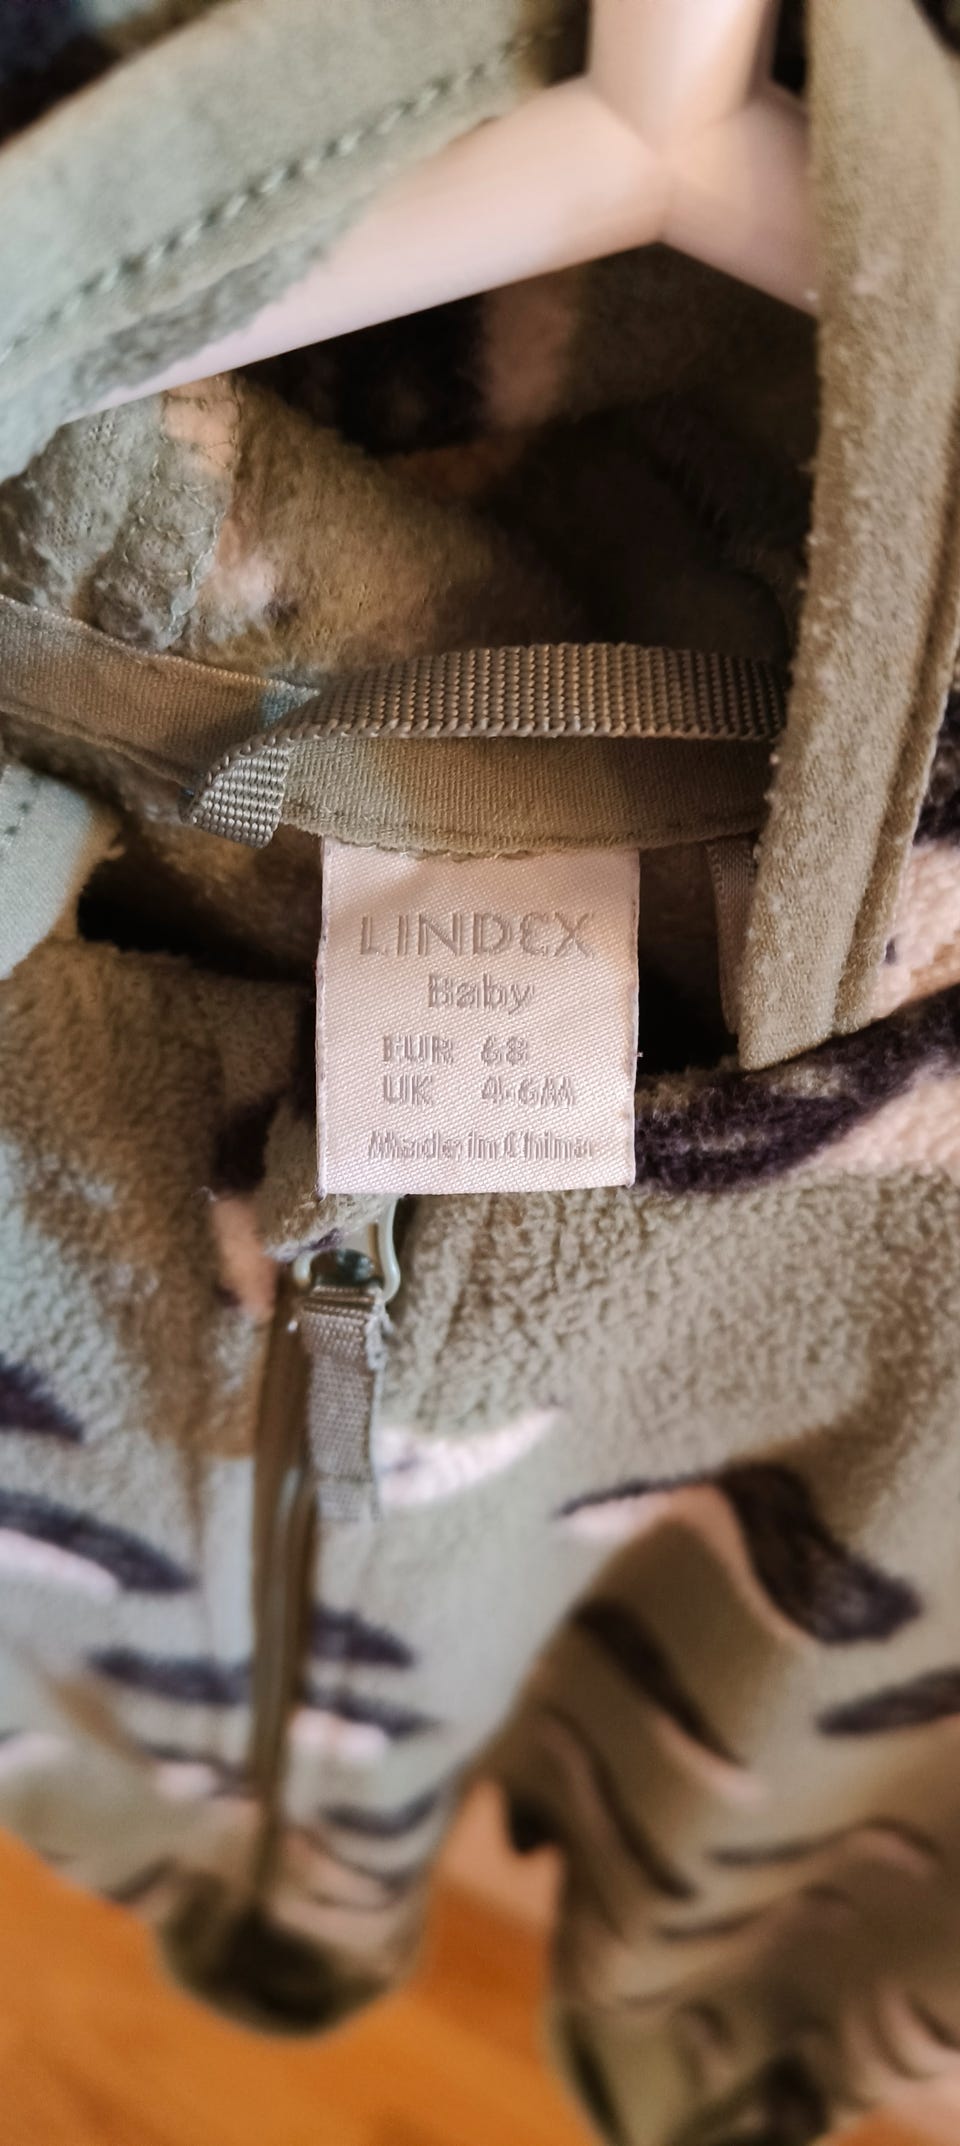 LINDEX
Baby
EUR 68
UK 4-6M
Made in China